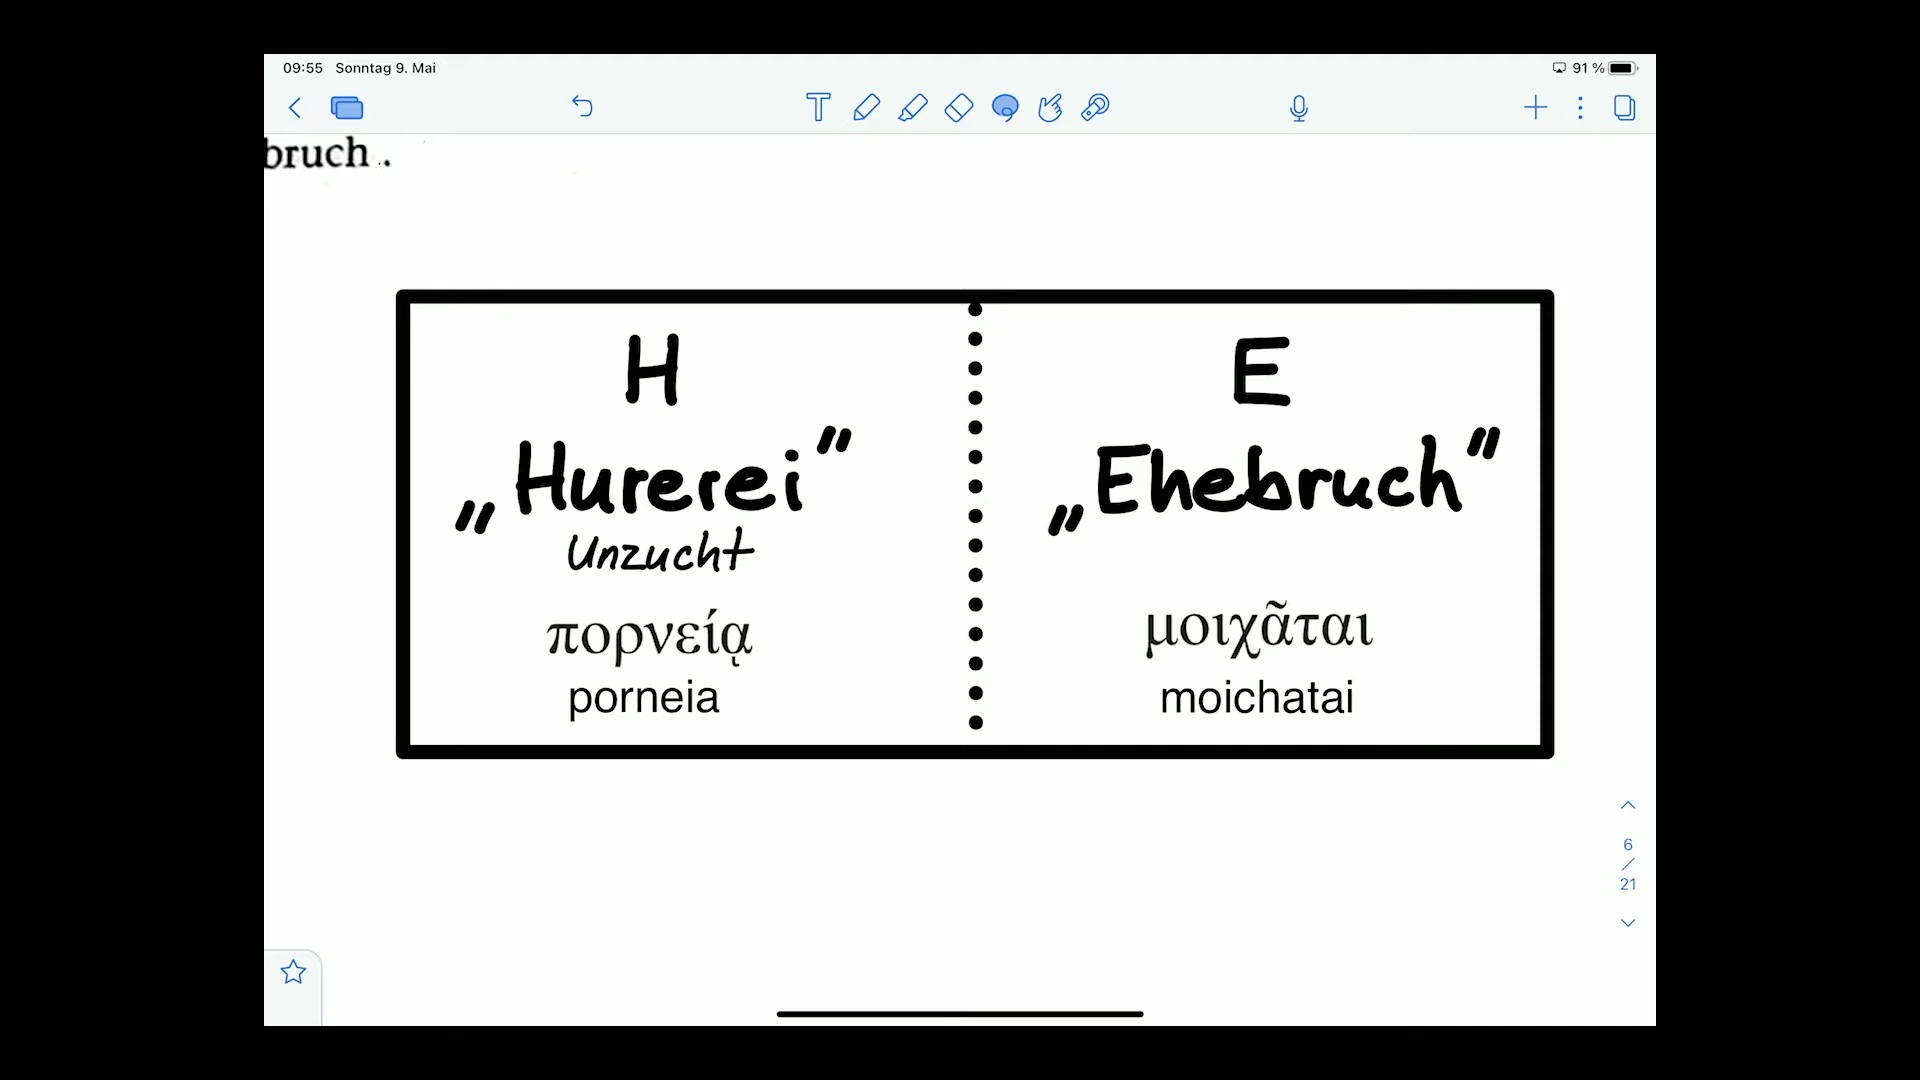 09:55 Sonntag 9. Mai
91 %
bruch.
H
„Hurerei”
Unzucht
πορνείᾳ
porneia
E
„Ehebruch”
μοιχᾶται
moichatai
6
/
21